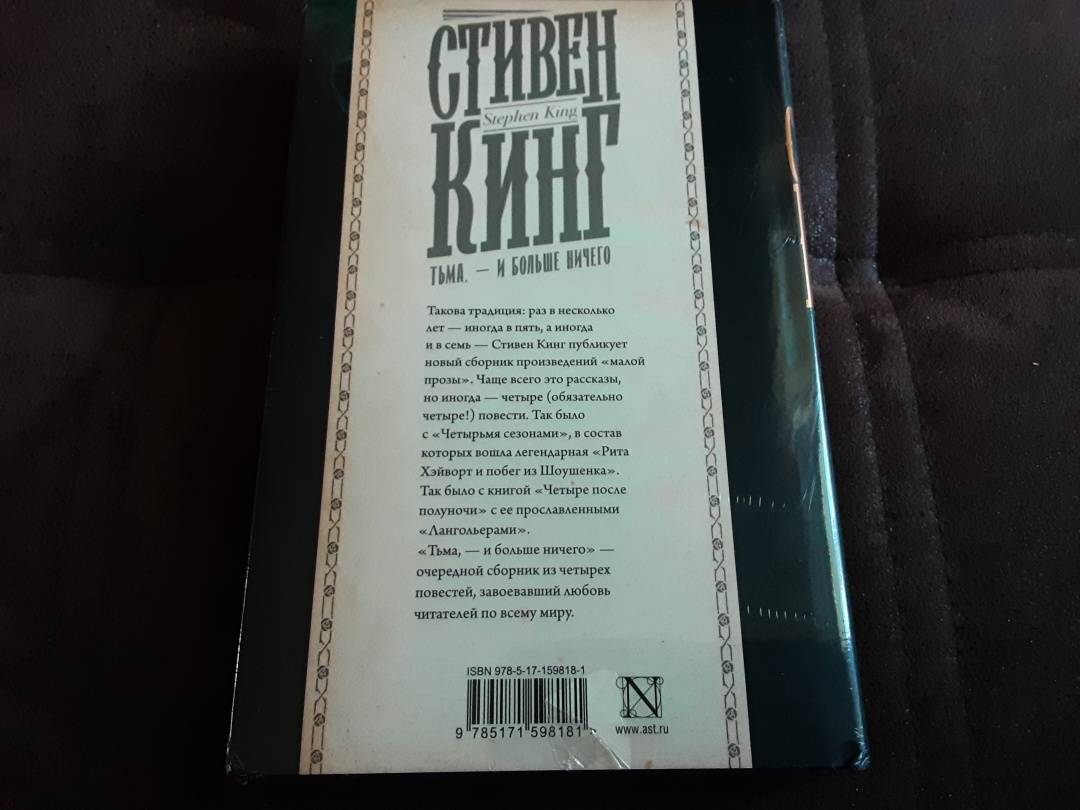 СТИВЕН
Stephen King
КИНГ
ТЬМА, — И БОЛЬШЕ НИЧЕГО
Такова традиция: раз в несколько
лет — иногда в пять, а иногда
и в семь — Стивен Кинг публикует
новый сборник произведений «малой
прозы». Чаще всего это рассказы,
но иногда — четыре (обязательно
четыре!) повести. Так было
с «Четырьмя сезонами», в состав
которых вошла легендарная «Рита
Хэйворт и побег из Шоушенка».
Так было с книгой «Четыре после
полуночи» с ее прославленными
«Лангольерами».
«Тьма, — и больше ничего» —
очередной сборник из четырех
повестей, завоевавший любовь
читателей по всему миру.
ISBN 978-5-17-159818-1
9 785171 598181
N
www.ast.ru